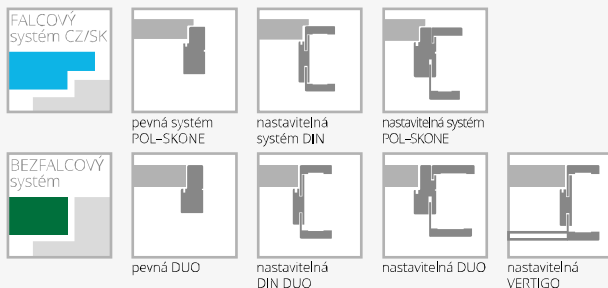 FALCOVÝ
systém CZ/SK
pevná systém
POL–SKONE
nastavitelná
systém DIN
nastavitelná systém
POL–SKONE
BEZFALCOVÝ
systém
pevná DUO
nastavitelná
DIN DUO
nastavitelná DUO
nastavitelná
VERTIGO